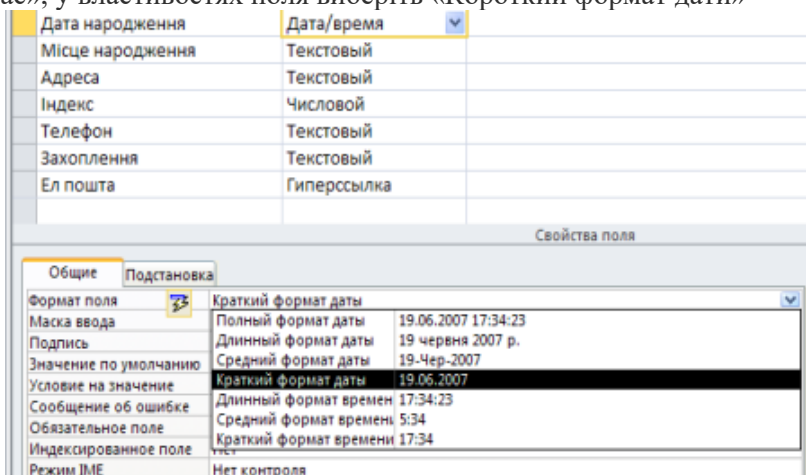 ас», у властивостях поля виберіть «Короткий формат дати»
Дата народження Дата/время
Місце народження Текстовый
Адреса Текстовый
Індекс Числовой
Телефон Текстовый
Захоплення Текстовый
Ел пошта Гиперссылка
Свойства поля
Общие Подстановка
Формат поля Краткий формат даты
Маска ввода Полный формат даты 19.06.2007 17:34:23
Подпись Длинный формат даты 19 червня 2007 р.
Значение по умолчанию Средний формат даты 19-Чер-2007
Условие на значение Краткий формат даты 19.06.2007
Сообщение об ошибке Длинный формат времен 17:34:23
Обязательное поле Средний формат времени 5:34
Индексированное поле Краткий формат времени 17:34
Нет
Режим IME Нет контроля